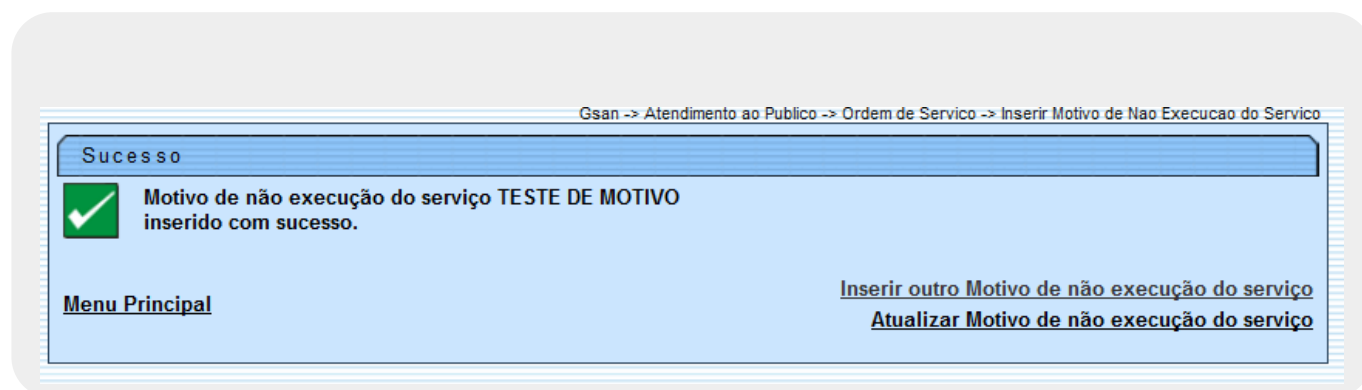 Gsan -> Atendimento ao Publico -> Ordem de Servico -> Inserir Motivo de Nao Execucao do Servico
Sucesso
Motivo de não execução do serviço TESTE DE MOTIVO
inserido com sucesso.
Inserir outro Motivo de não execução do serviço
Menu Principal
Atualizar Motivo de não execução do serviço